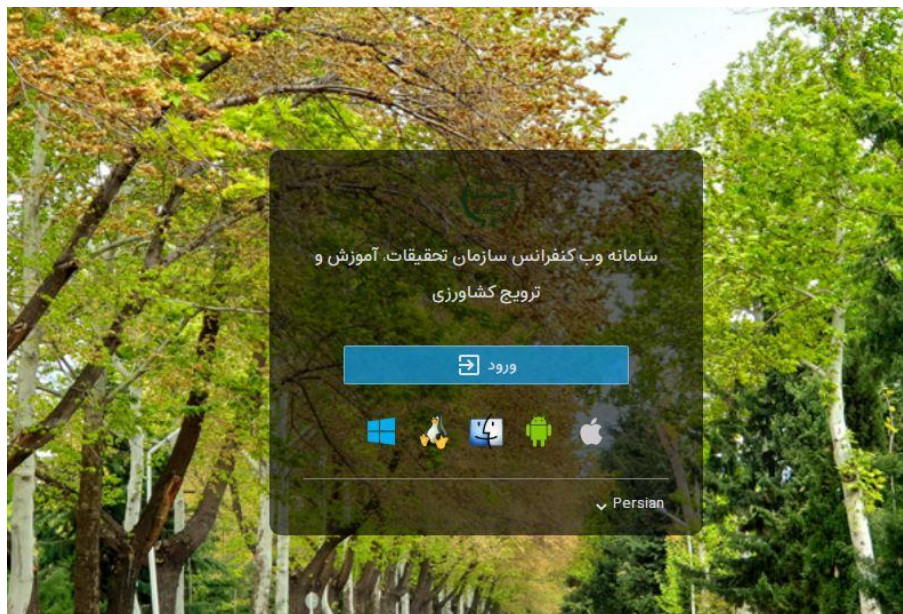 سامانه وب کنفرانس سازمان تحقیقات، آموزش و
ترویج کشاورزی
ورود
Persian